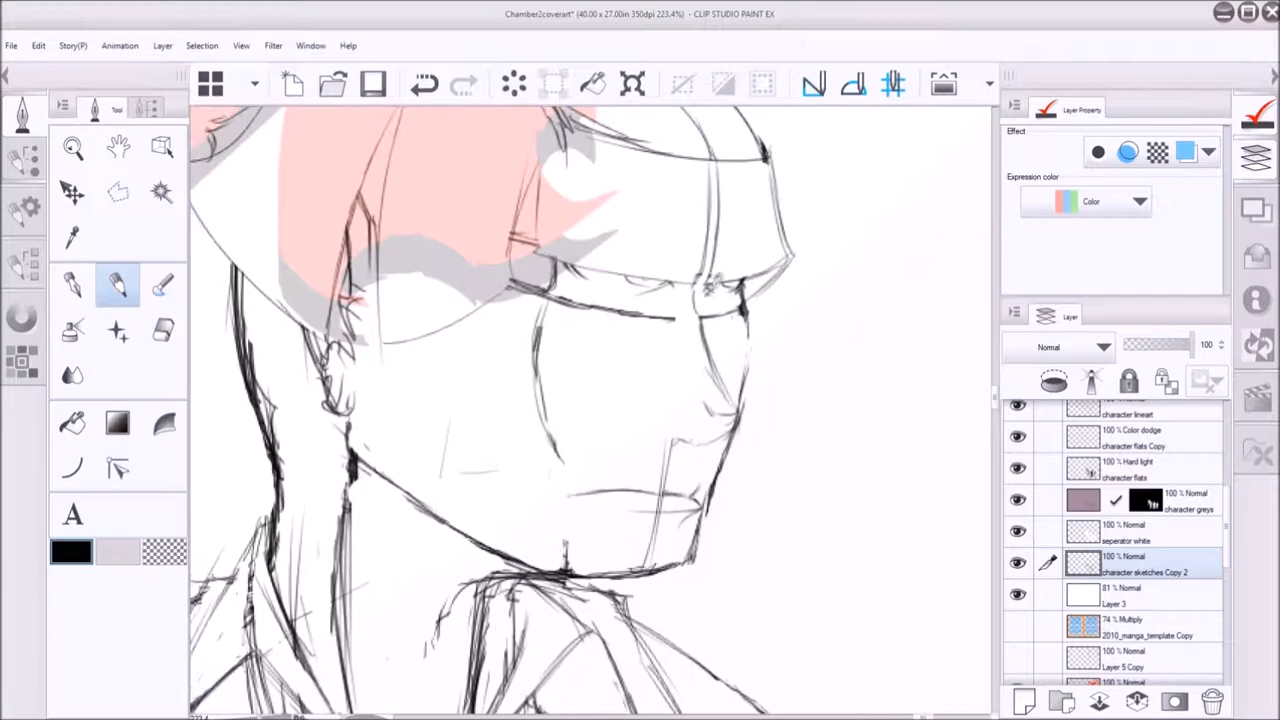 Chamber2coverart* (40.00 x 27.00in 350dpi 223.4%) - CLIP STUDIO PAINT EX
File Edit Story(P) Animation Layer Selection View Filter Window Help
Tool
Layer Property
Effect
Expression color
Color
A
Layer
Normal 100
character lineart
100 % Color dodge
character flats Copy
100 % Hard light
character flats
100 % Normal
character greys
100 % Normal
seperator white
100 % Normal
character sketches Copy 2
81 % Normal
Layer 3
74 % Multiply
2010_manga_template Copy
100 % Normal
Layer 5 Copy
100 % Normal
223.4